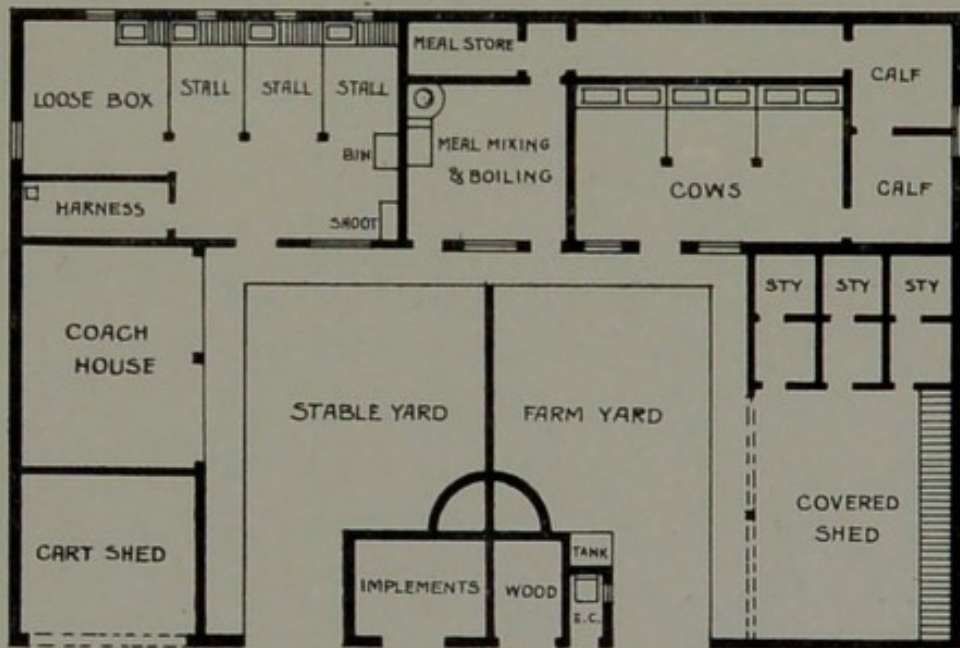 MEAL STORE
CALF
LOOSE BOX
STALL
STALL
STALL
BIN
MEAL MIXING
& BOILING
COWS
CALF
HARNESS
SHOOT
STY
STY
STY
COACH
HOUSE
STABLE YARD
FARM YARD
COVERED
SHED
CART SHED
IMPLEMENTS
WOOD
TANK
E.C.